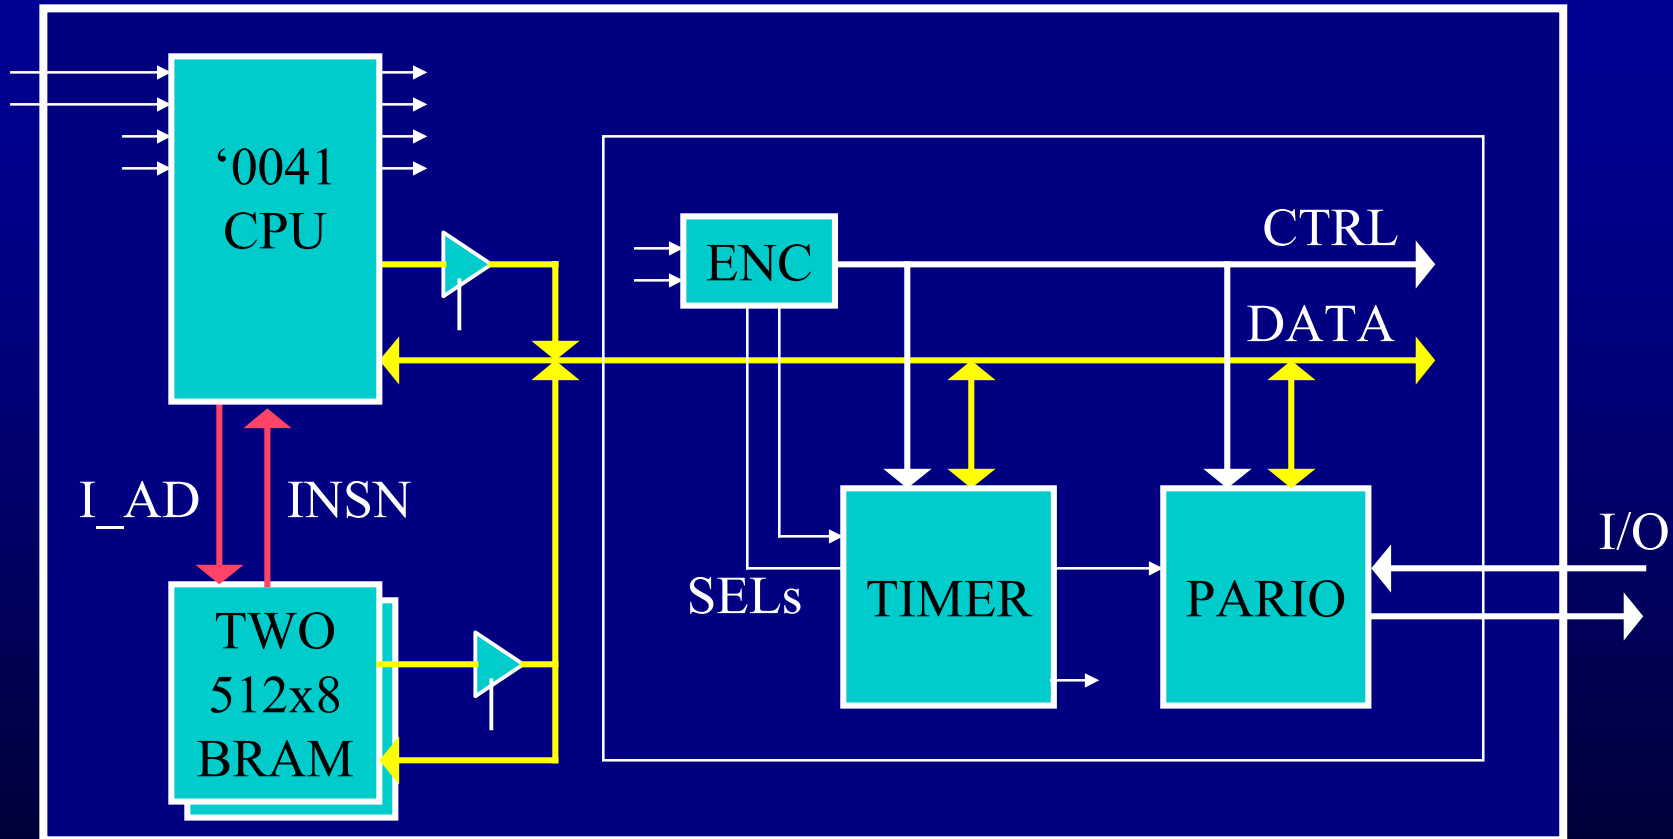 ‘0041
CPU
ENC
CTRL
DATA
I_AD
INSN
I/O
SELs
TIMER
PARIO
TWO
512x8
BRAM